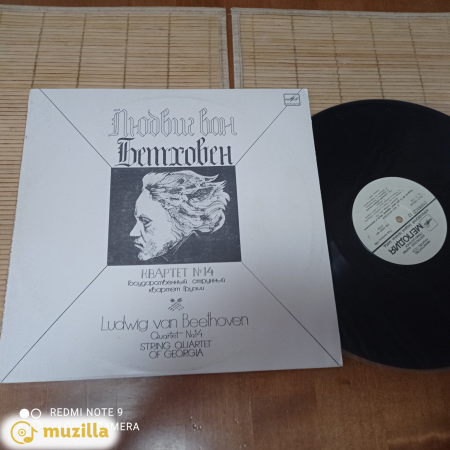 Людвиг ван
Бетховен
КВАРТЕТ №14
Государственный струнный
квартет Грузии
Ludwig van Beethoven
Quartet №14
STRING QUARTET
OF GEORGIA
МЕЛОДИЯ
REDMI NOTE 9
muzilla
MERA